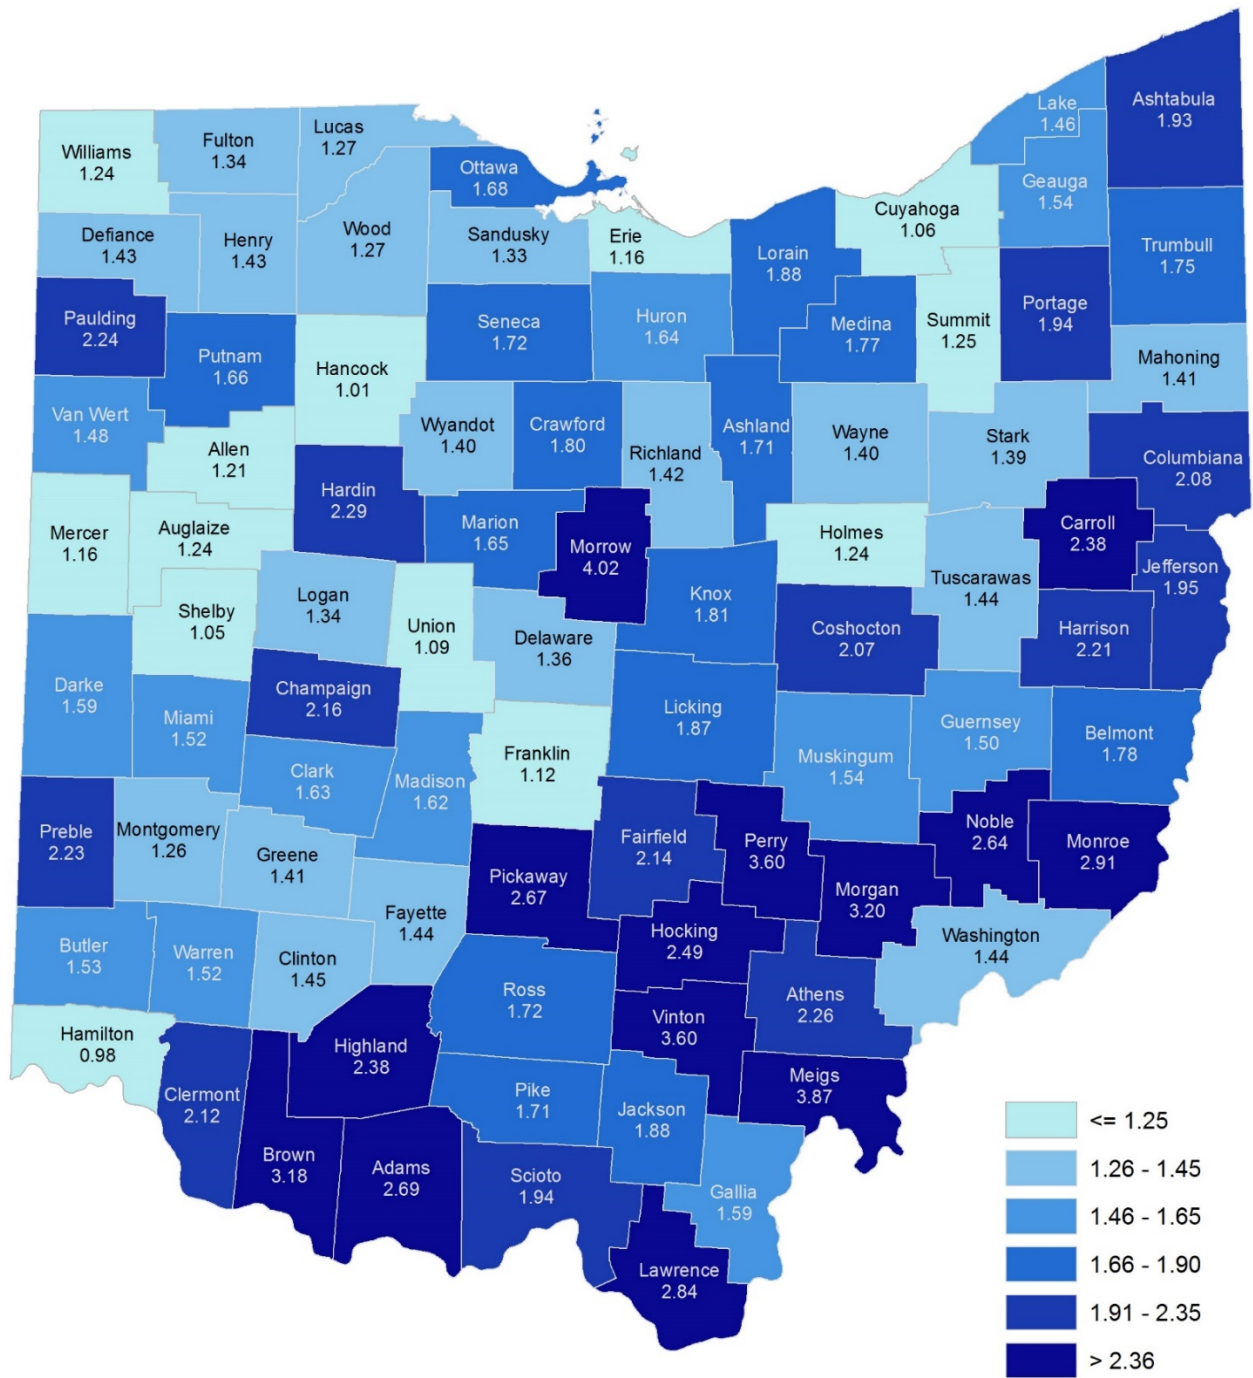 Lake
1.46
Ashtabula
1.93
Williams
1.24
Fulton
1.34
Lucas
1.27
Ottawa
1.68
Geauga
1.54
Defiance
1.43
Henry
1.43
Wood
1.27
Sandusky
1.33
Erie
1.16
Lorain
1.88
Cuyahoga
1.06
Trumbull
1.75
Paulding
2.24
Putnam
1.66
Hancock
1.01
Seneca
1.72
Huron
1.64
Medina
1.77
Summit
1.25
Portage
1.94
Mahoning
1.41
Van Wert
1.48
Allen
1.21
Wyandot
1.40
Crawford
1.80
Richland
1.42
Ashland
1.71
Wayne
1.40
Stark
1.39
Columbiana
2.08
Mercer
1.16
Auglaize
1.24
Hardin
2.29
Marion
1.65
Morrow
4.02
Holmes
1.24
Carroll
2.38
Jefferson
1.95
Shelby
1.05
Logan
1.34
Union
1.09
Delaware
1.36
Knox
1.81
Coshocton
2.07
Tuscarawas
1.44
Harrison
2.21
Darke
1.59
Miami
1.52
Champaign
2.16
Licking
1.87
Muskingum
1.54
Guernsey
1.50
Belmont
1.78
Clark
1.63
Madison
1.62
Franklin
1.12
Preble
2.23
Montgomery
1.26
Greene
1.41
Pickaway
2.67
Fairfield
2.14
Perry
3.60
Morgan
3.20
Noble
2.64
Monroe
2.91
Butler
1.53
Warren
1.52
Clinton
1.45
Fayette
1.44
Hocking
2.49
Washington
1.44
Ross
1.72
Vinton
3.60
Athens
2.26
Hamilton
0.98
Clermont
2.12
Highland
2.38
Pike
1.71
Jackson
1.88
Meigs
3.87
Brown
3.18
Adams
2.69
Scioto
1.94
Gallia
1.59
Lawrence
2.84
<= 1.25
1.26 - 1.45
1.46 - 1.65
1.66 - 1.90
1.91 - 2.35
> 2.36